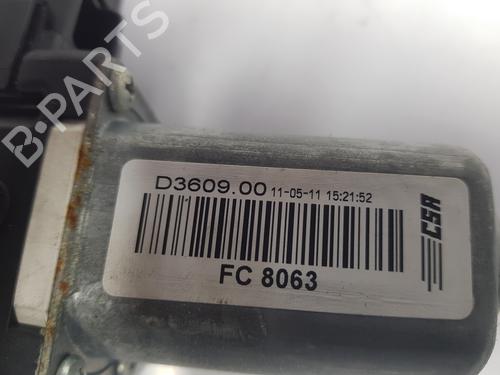 B-PARTS
D3609.00 11-05-11 15:21:52
FC 8063
CSA